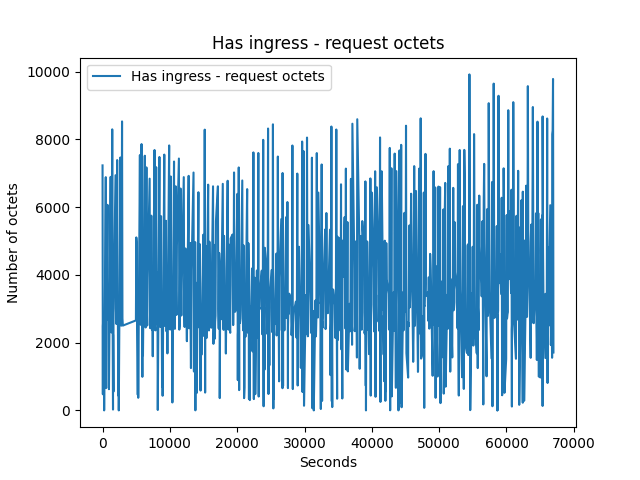 Has ingress - request octets
Has ingress - request octets
Number of octets
10000
8000
6000
4000
2000
0
0 10000 20000 30000 40000 50000 60000 70000
Seconds